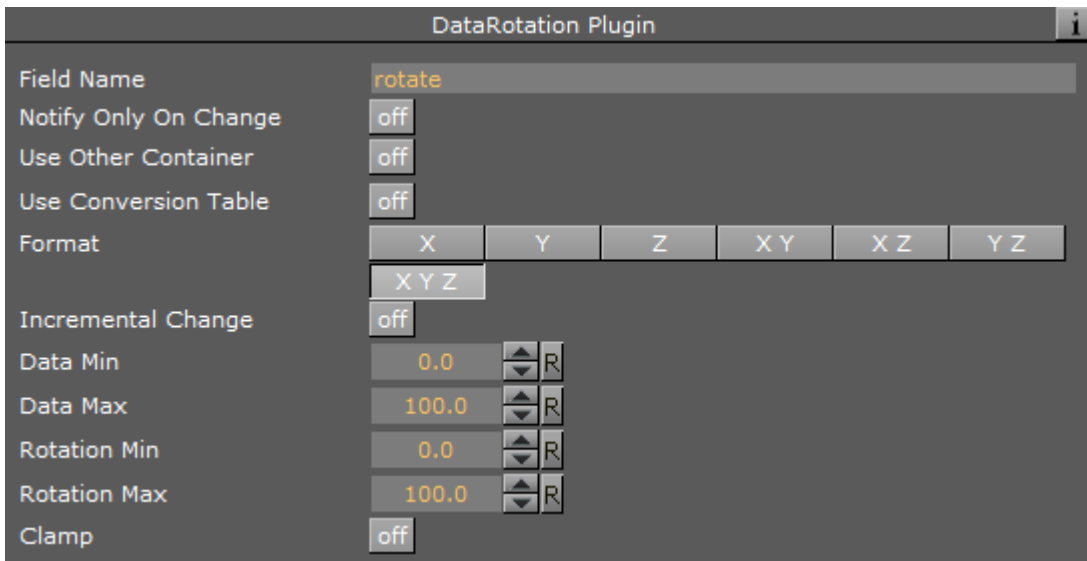 DataRotation Plugin i
Field Name rotate
Notify Only On Change off
Use Other Container off
Use Conversion Table off
Format X Y Z X Y X Z Y Z
X Y Z
Incremental Change off
Data Min 0.0 R
Data Max 100.0 R
Rotation Min 0.0 R
Rotation Max 100.0 R
Clamp off